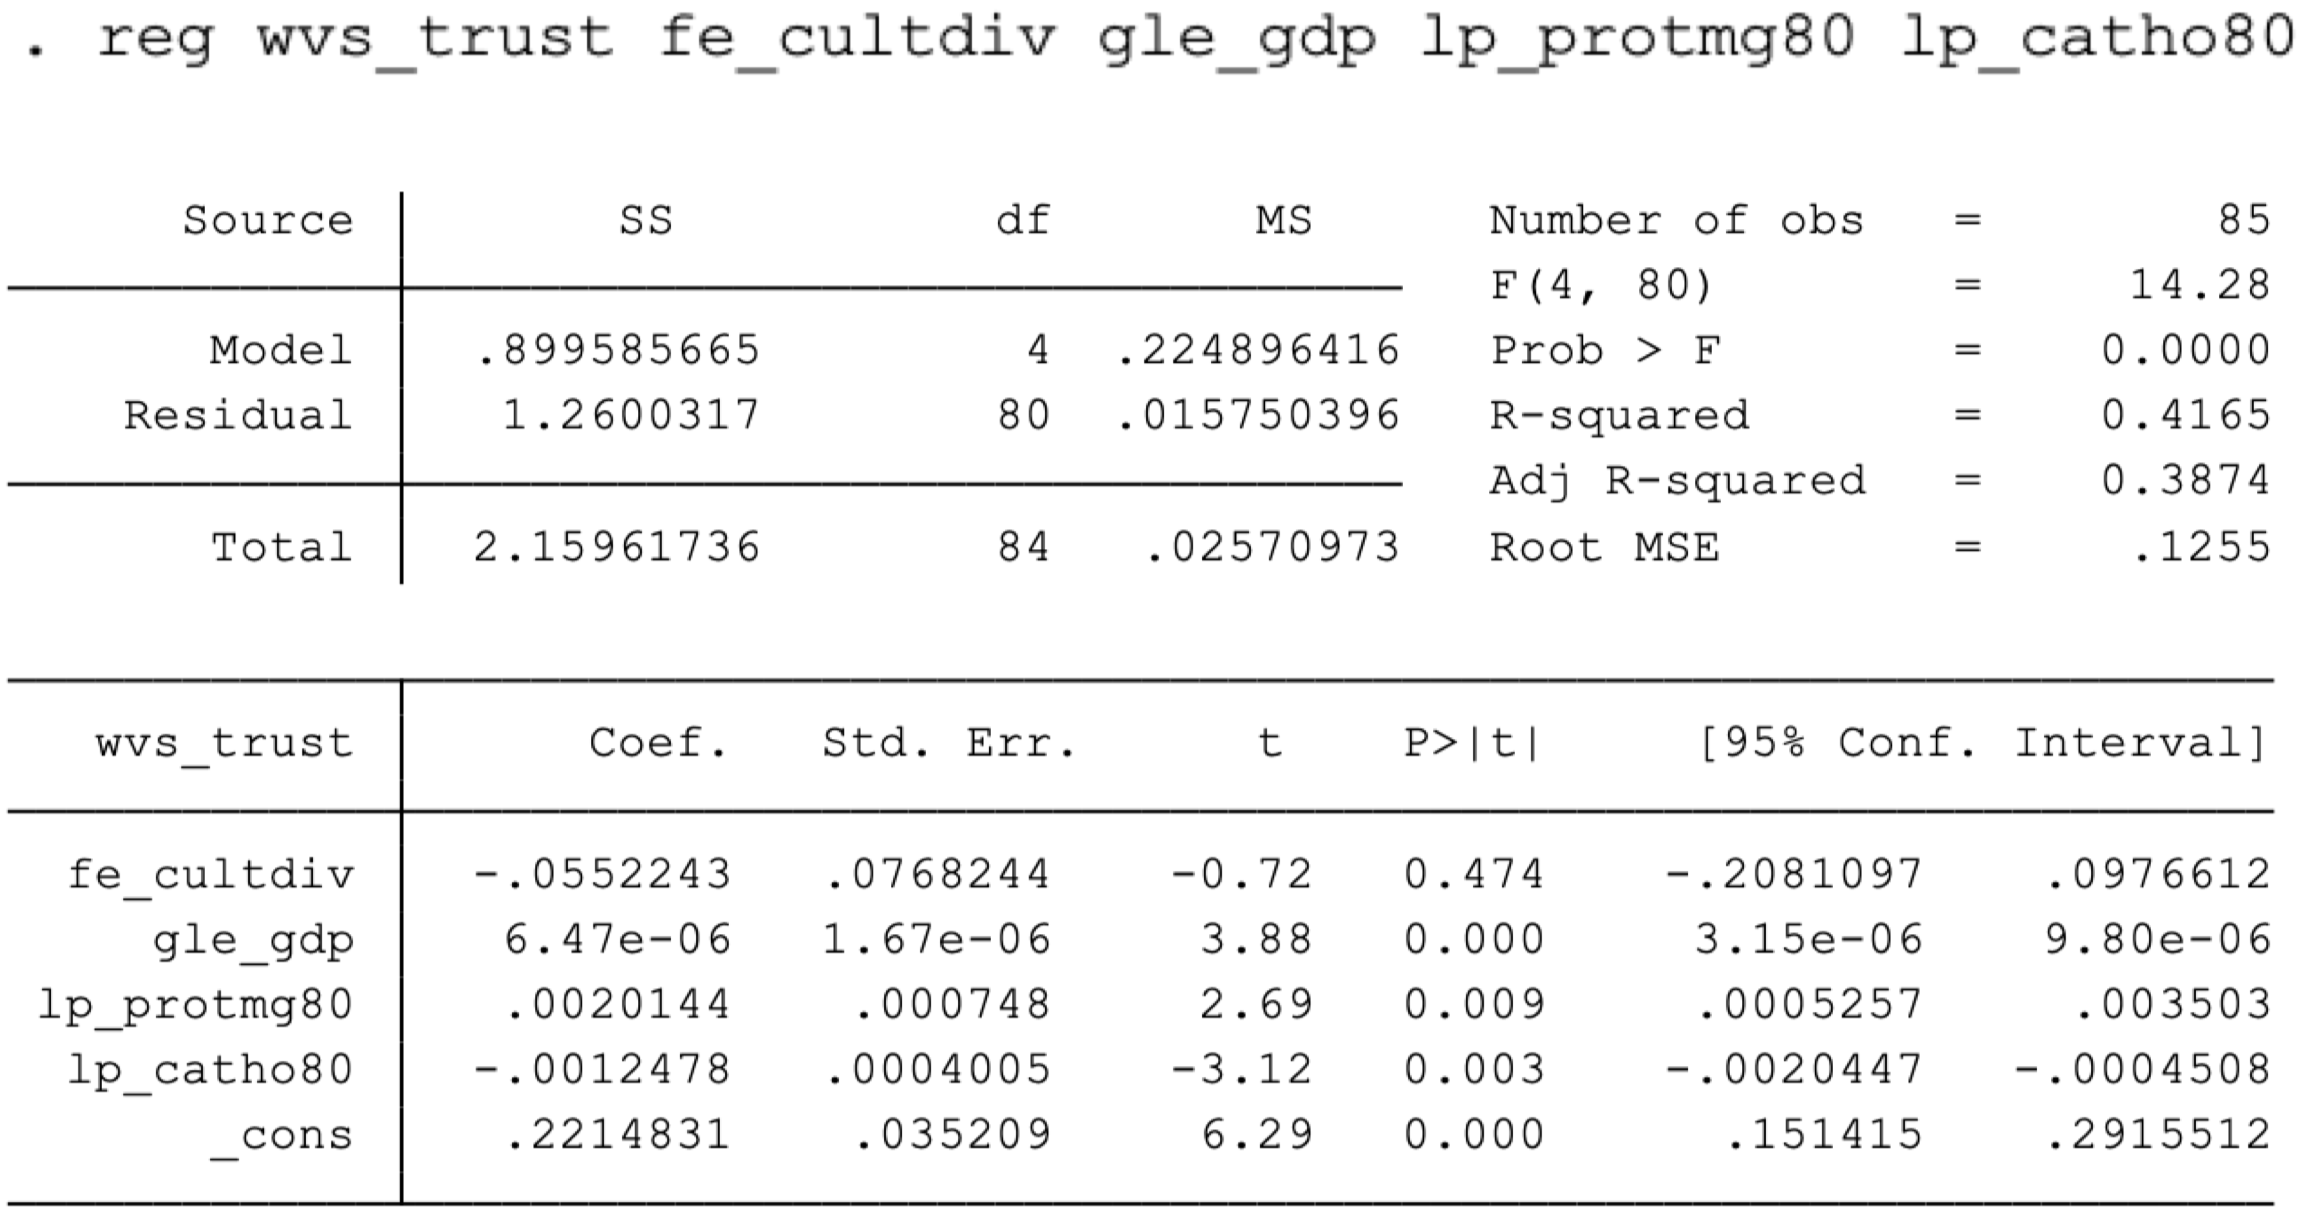 . reg wvs_trust fe_cultdiv gle_gdp lp_protmg80 lp_catho80
Source | SS df MS Number of obs = 85
F(4, 80) = 14.28
Model | .899585665 4 .224896416 Prob > F = 0.0000
Residual | 1.2600317 80 .015750396 R-squared = 0.4165
Adj R-squared = 0.3874
Total | 2.15961736 84 .02570973 Root MSE = .1255
wvs_trust | Coef. Std. Err. t P>|t| [95% Conf. Interval]
fe_cultdiv | -.0552243 .0768244 -0.72 0.474 -.2081097 .0976612
gle_gdp | 6.47e-06 1.67e-06 3.88 0.000 3.15e-06 9.80e-06
lp_protmg80 | .0020144 .000748 2.69 0.009 .0005257 .003503
lp_catho80 | -.0012478 .0004005 -3.12 0.003 -.0020447 -.0004508
_cons | .2214831 .035209 6.29 0.000 .151415 .2915512